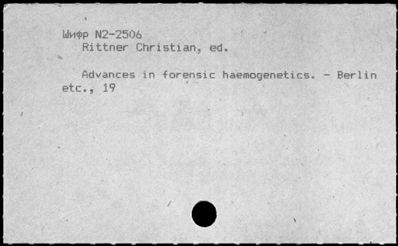 Шифр N2-2506
Rittner Christian, ed.
Advances in forensic haemogenetics. - Berlin
etc., 19